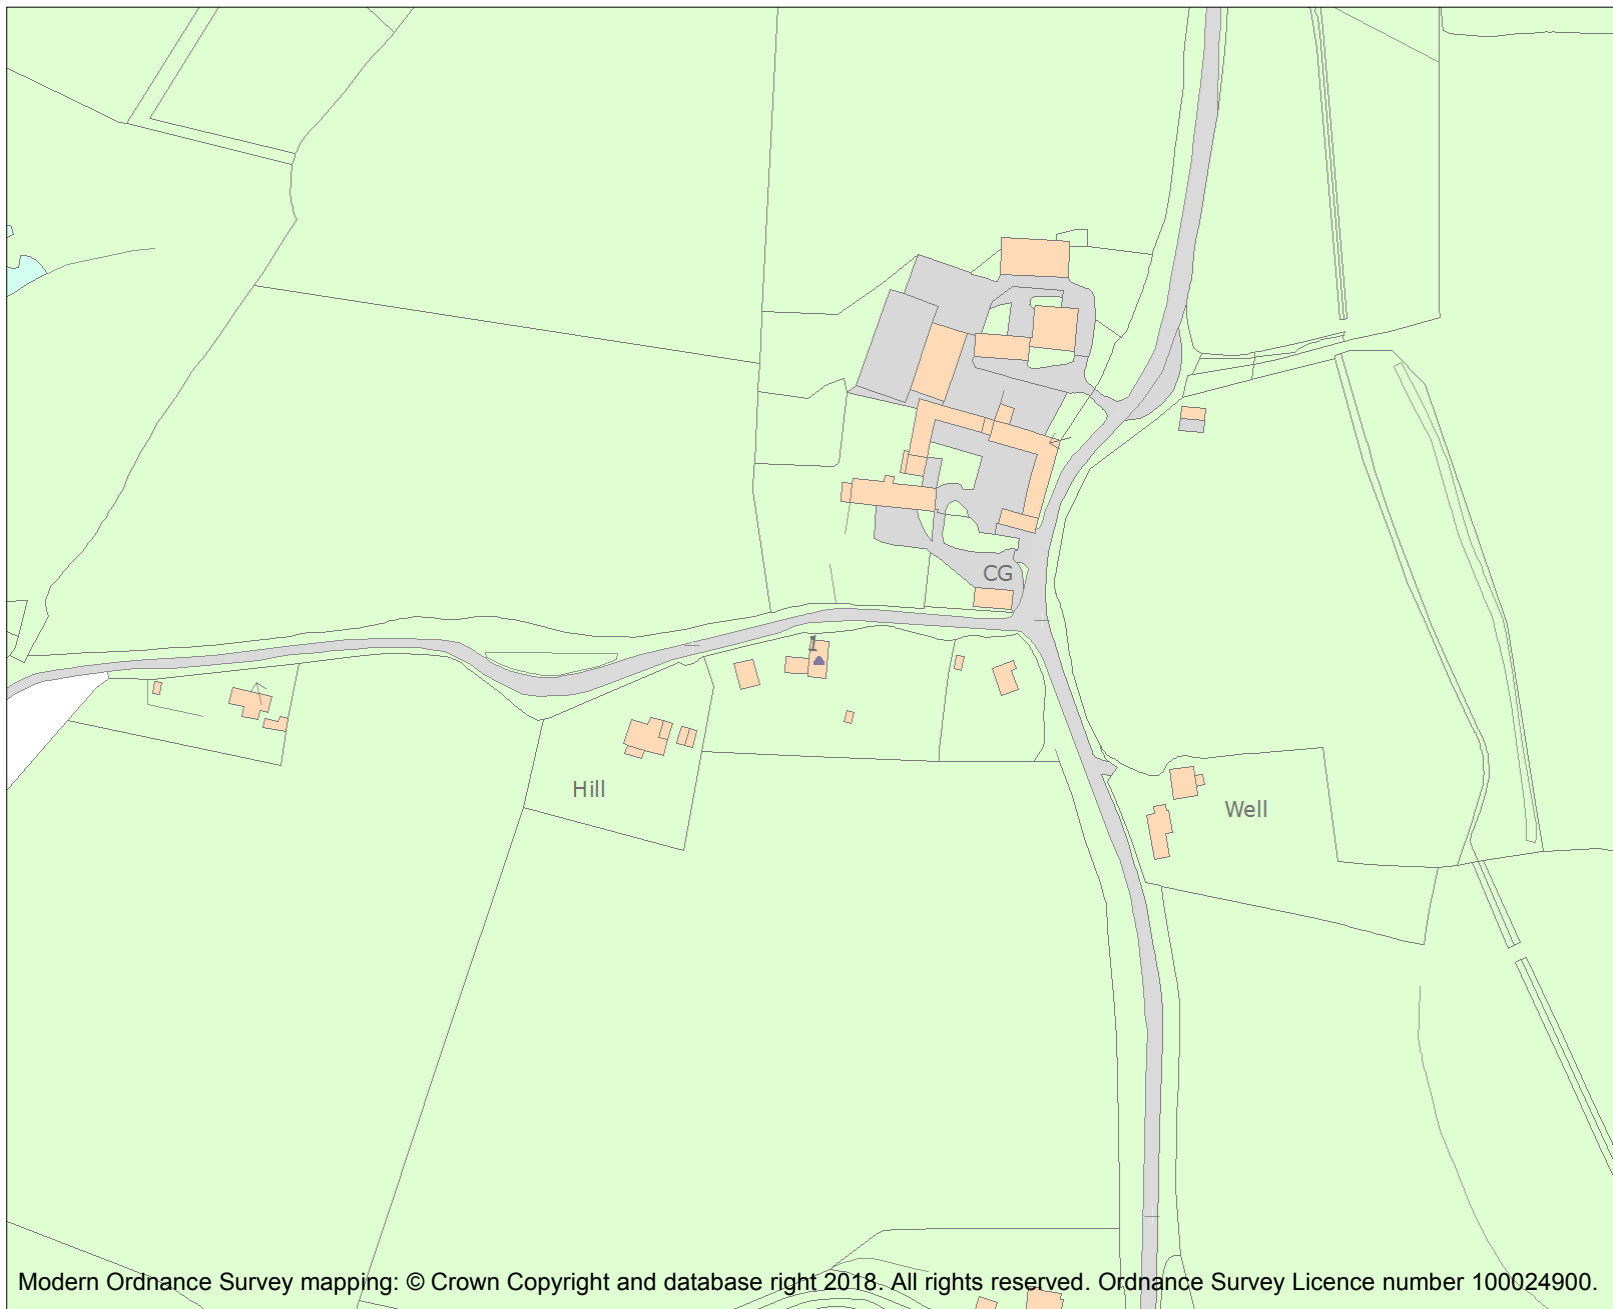 CG
1
Hill
Well
Modern Ordnance Survey mapping: © Crown Copyright and database right 2018. All rights reserved. Ordnance Survey Licence number 100024900.